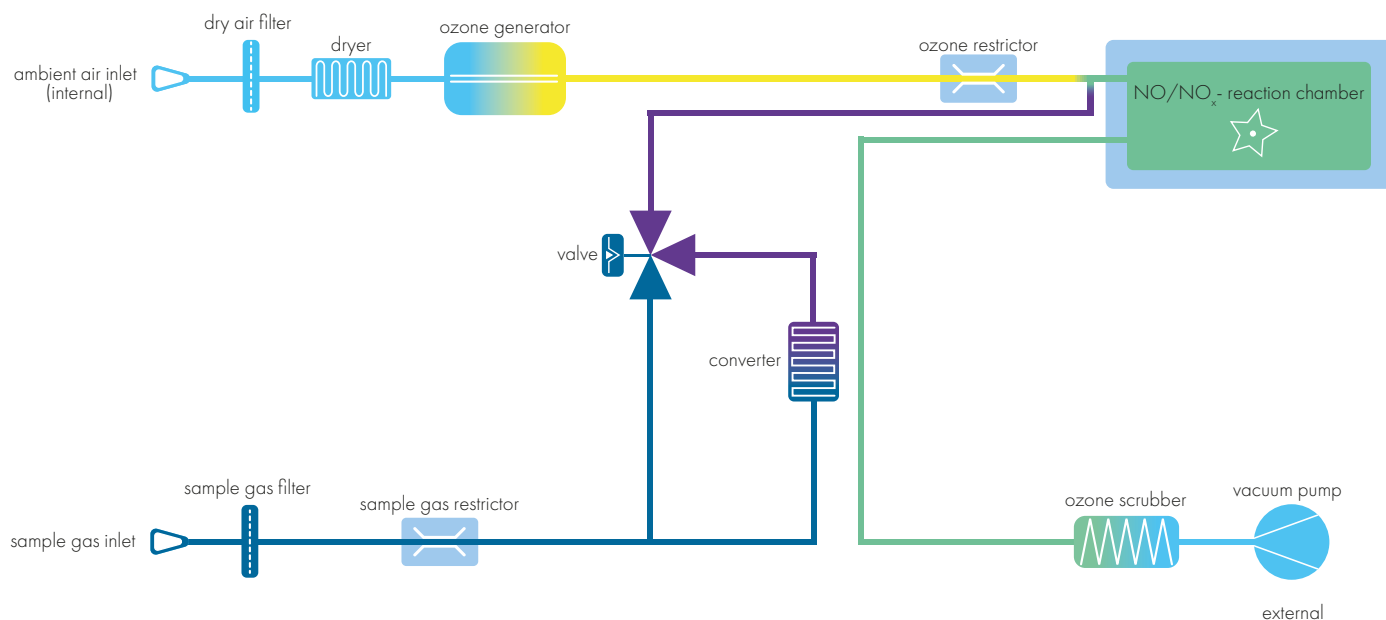 dry air filter
dryer
ozone generator
ozone restrictor
ambient air inlet
(internal)
NO/NOx- reaction chamber
valve
converter
sample gas filter
sample gas restrictor
sample gas inlet
ozone scrubber
vacuum pump
external